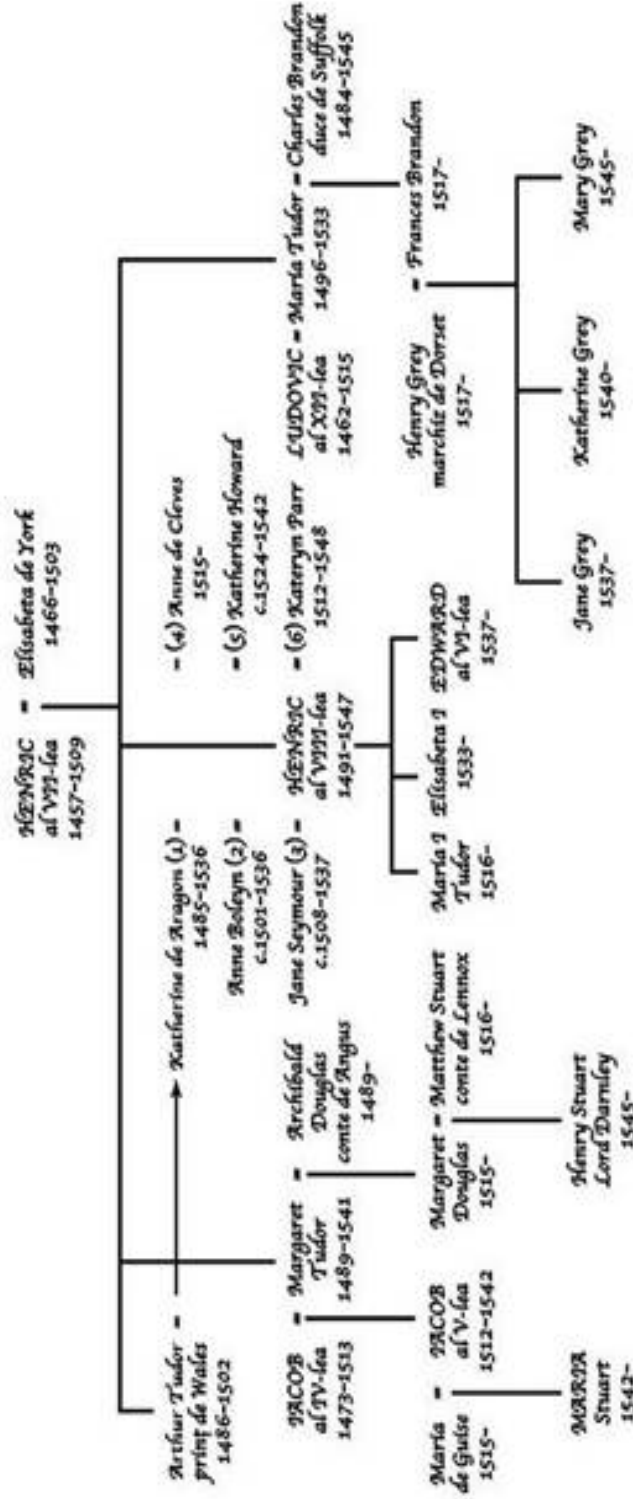 HENRIC = Elisabeta de York
al VII-lea 1466–1503
1457–1509
Arthur Tudor =
prinț de Wales
1486–1502
Katherine de Aragon (1) =
1485–1536
Anne Boleyn (2) =
c.1501–1536
= (4) Anne de Cleves
1515–
= (5) Katherine Howard
c.1524–1542
IACOB
al IV-lea
1473–1513
=
Margaret
Tudor
1489–1541
=
Archibald
Douglas
conte de Angus
1489–
Jane Seymour (3) =
c.1508–1537
HENRIC
al VIII-lea
1491–1547
= (6) Kateryn Parr
1512–1548
LUDOVIC
al XII-lea
1462–1515
= Maria Tudor =
1496–1533
Charles Brandon
duce de Suffolk
1484–1545
Maria
de Guise
1515–
=
IACOB
al V-lea
1512–1542
Margaret
Douglas
1515–
=
Matthew Stuart
conte de Lennox
1516–
Maria I
Tudor
1516–
Elisabeta I
1533–
EDWARD
al VI-lea
1537–
Henry Grey
marchiz de Dorset
1517–
=
Frances Brandon
1517–
MARIA
Stuart
1542–
Henry Stuart
Lord Darnley
1545–
Jane Grey
1537–
Katherine Grey
1540–
Mary Grey
1545–